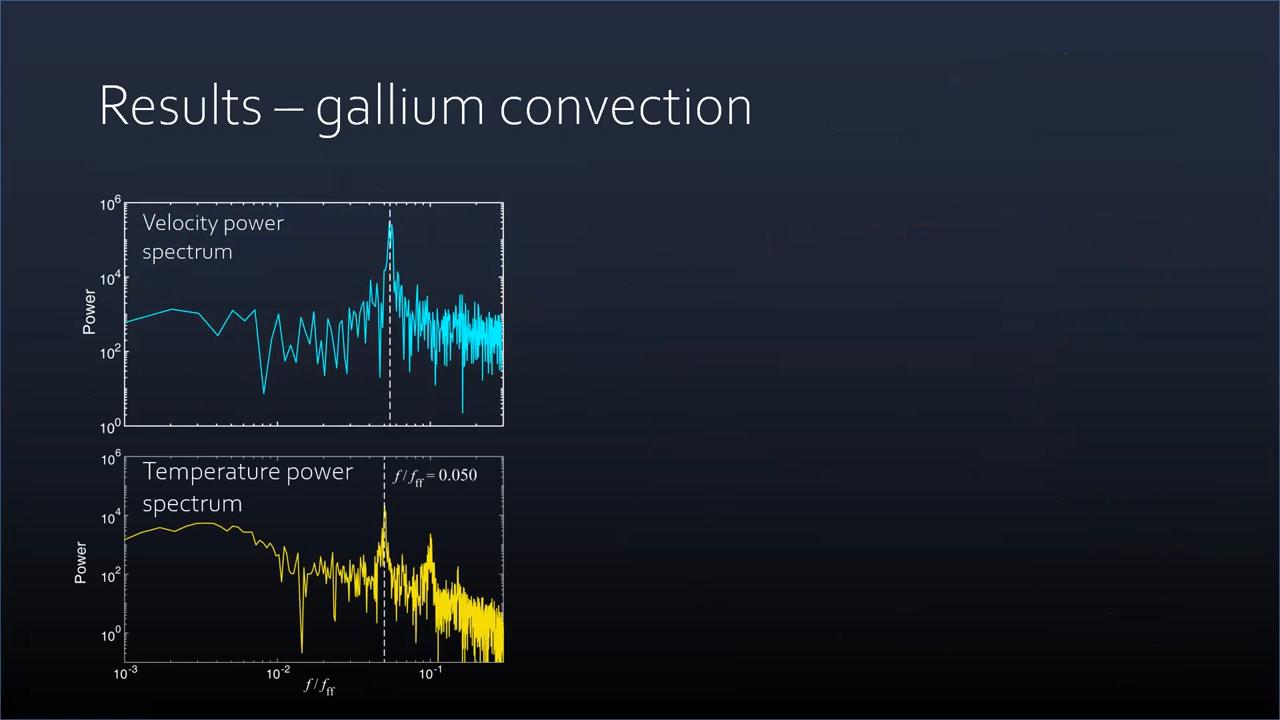 Results – gallium convection
10^6
Velocity power
spectrum
10^4
Power
10^2
10^0
10^6
Temperature power
spectrum
f/f_ff = 0.050
10^4
Power
10^2
10^0
10^-3 10^-2 10^-1
f/f_ff